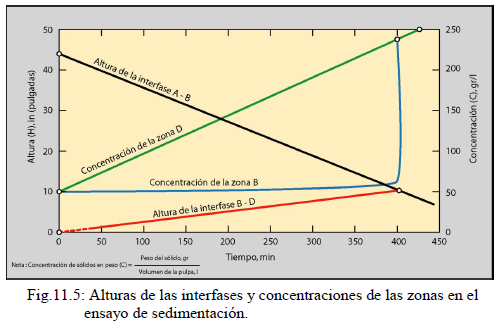 Altura (H), in (pulgadas)
50
40
30
20
10
0
Altura de la interfase A - B
Concentración de la zona D
Concentración de la zona B
Altura de la interfase B - D
250
200
150
100
50
0
Concentración (C), gr/l
0
50
100
150
200
250
300
350
400
450
Tiempo, min
Nota : Concentración de sólidos en peso (C) = Peso del sólido, gr
Volumen de la pulpa, l
Fig.11.5: Alturas de las interfases y concentraciones de las zonas en el
ensayo de sedimentación.